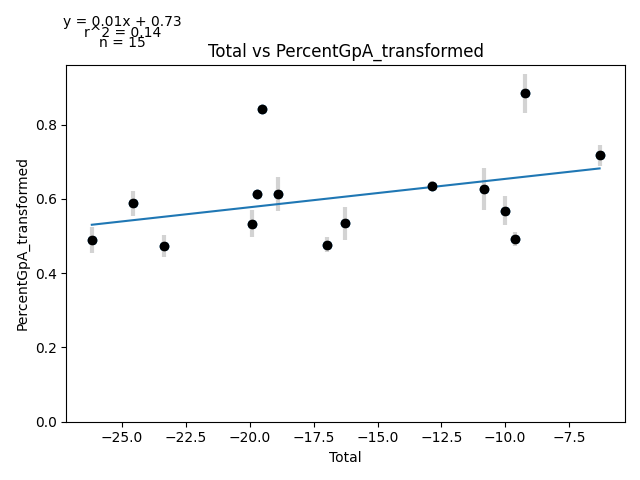 y = 0.01x + 0.73
r^2 = 0.14
n = 15
Total vs PercentGpA_transformed
PercentGpA_transformed
0.8
0.6
0.4
0.2
0.0
−25.0 −22.5 −20.0 −17.5 −15.0 −12.5 −10.0 −7.5
Total